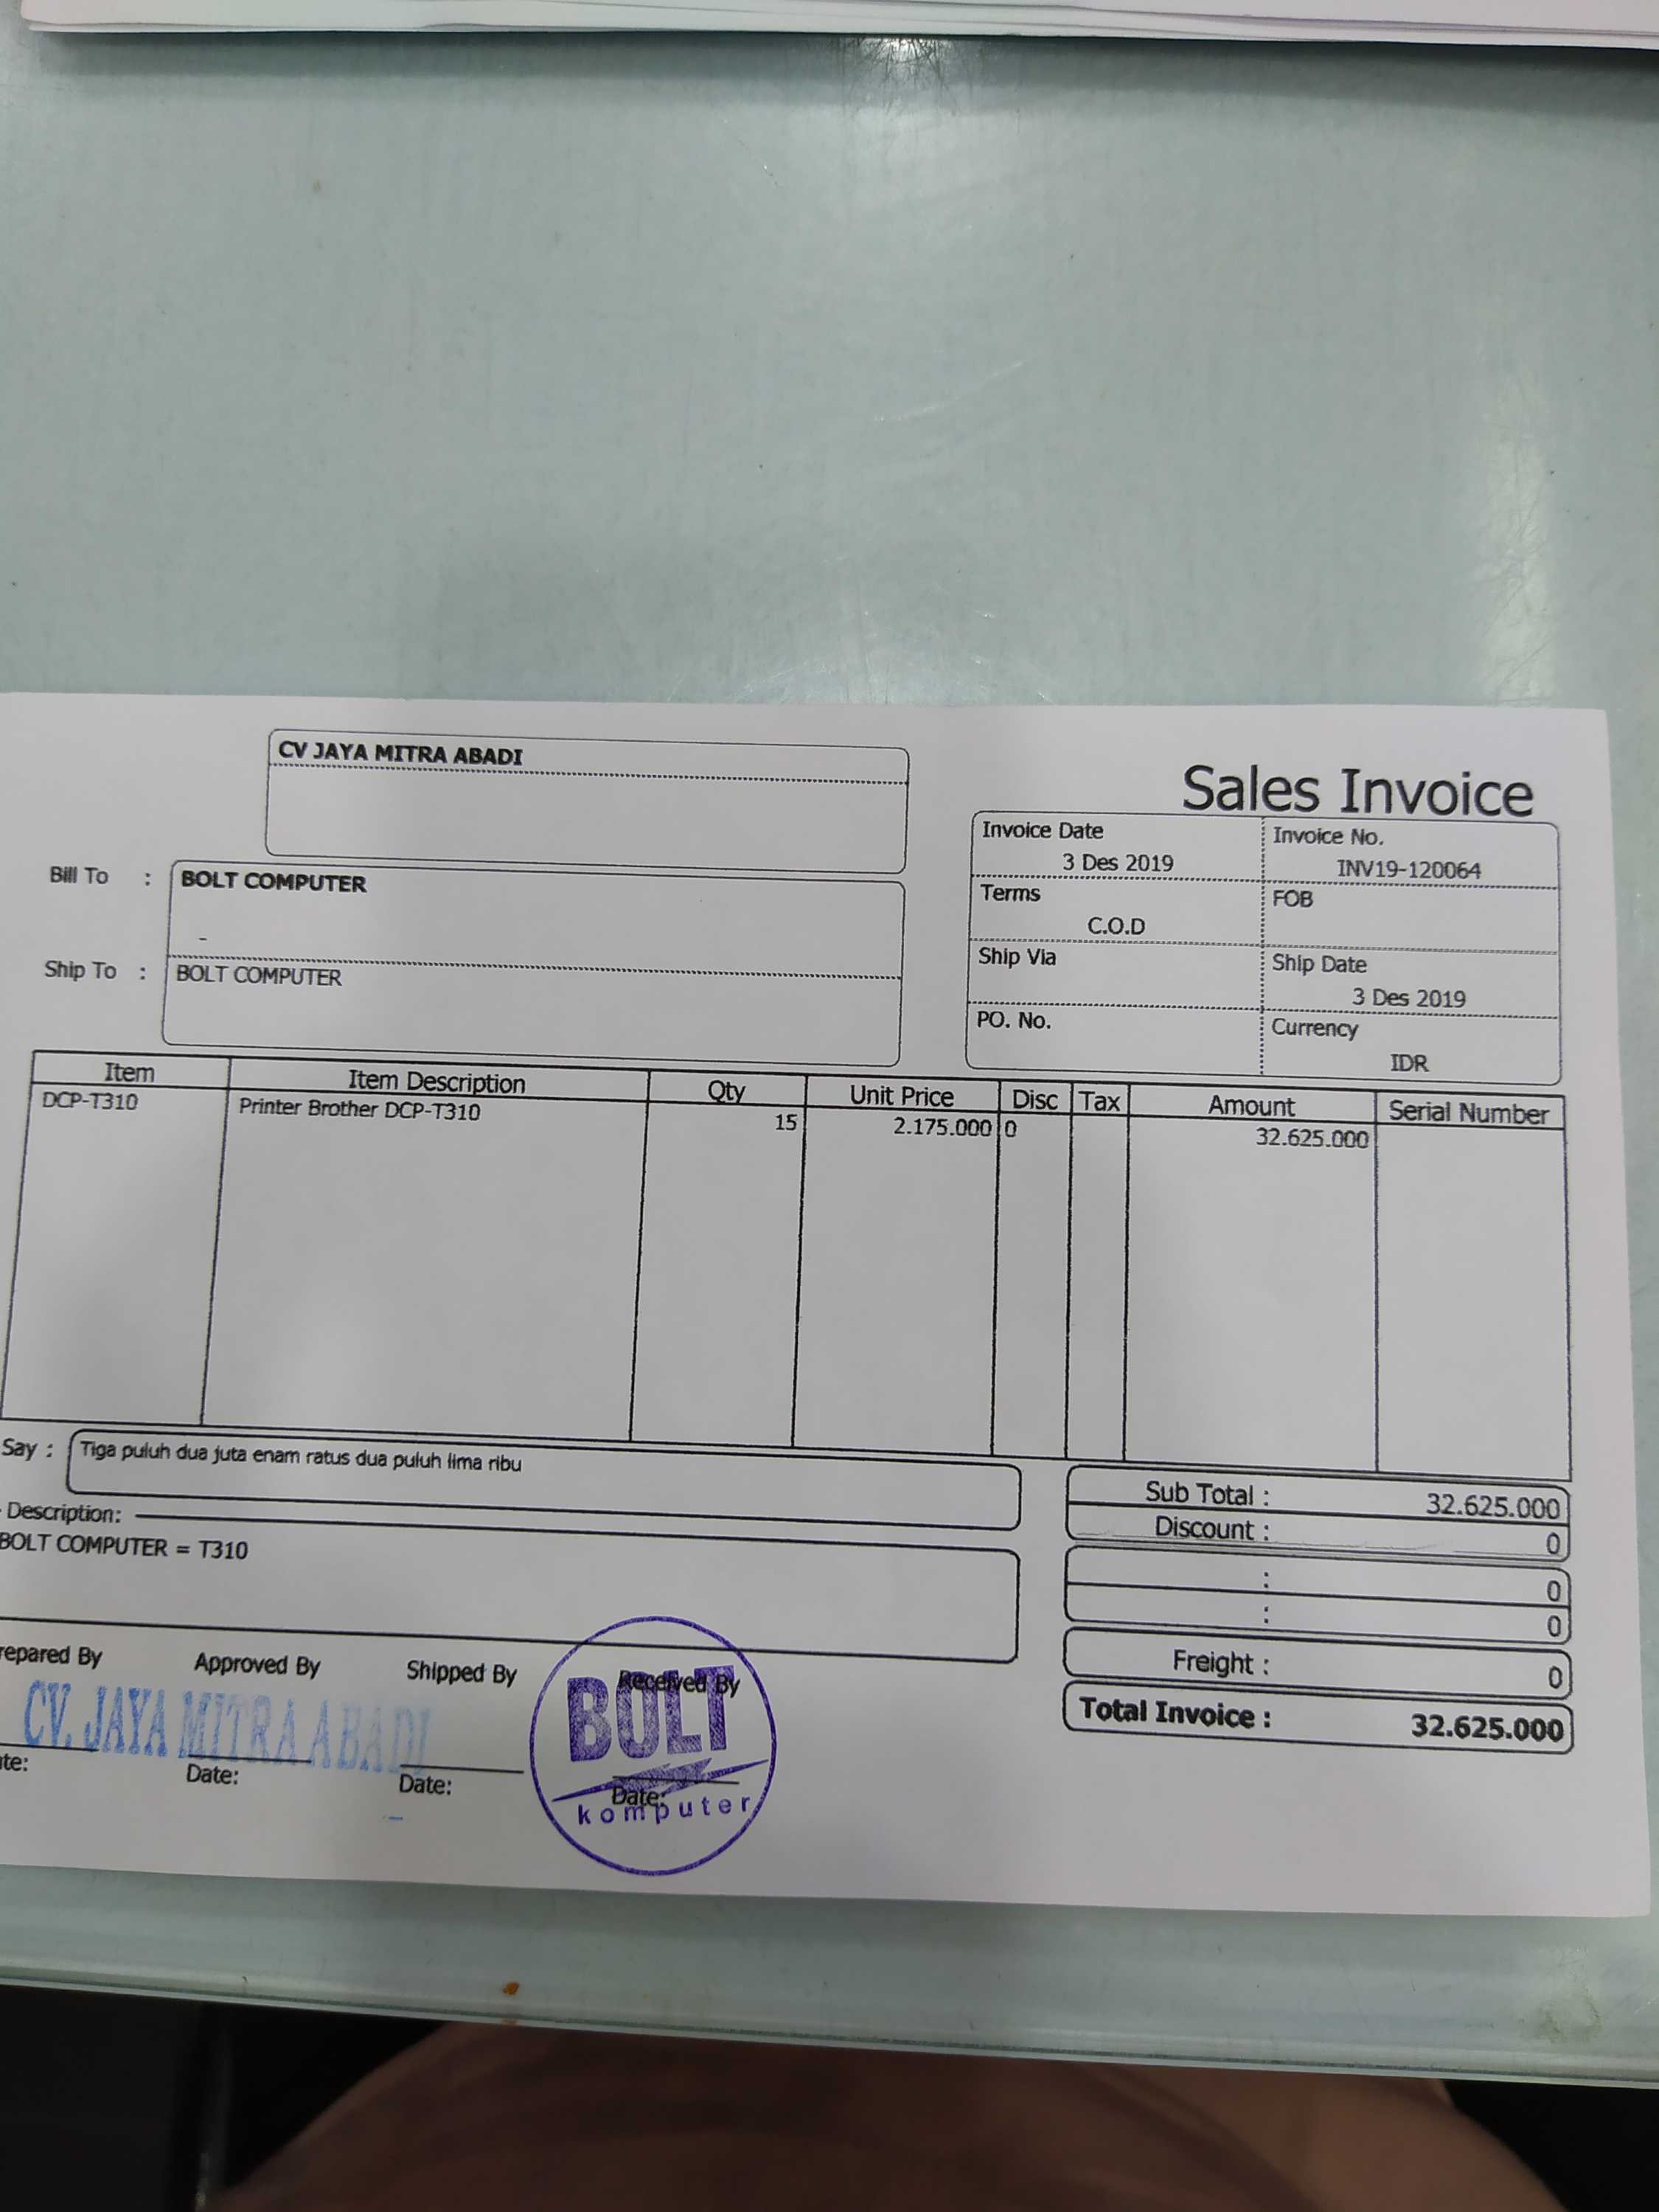 CV JAYA MITRA ABADI
Sales Invoice
Invoice Date
3 Des 2019
Invoice No.
INV19-120064
Terms
C.O.D
FOB
Ship Via
Ship Date
3 Des 2019
PO. No.
Currency
IDR
Bill To : BOLT COMPUTER
-
Ship To : BOLT COMPUTER
Item Item Description Qty Unit Price Disc Tax Amount Serial Number
DCP-T310 Printer Brother DCP-T310 15 2.175.000 0 32.625.000
Say : Tiga puluh dua juta enam ratus dua puluh lima ribu
Description:
BOLT COMPUTER = T310
Sub Total : 32.625.000
Discount : 0
: 0
: 0
Freight : 0
Total Invoice : 32.625.000
repared By Approved By Shipped By Received By
CV. JAYA MITRA ABADI
BOLT
komputer
te: Date: Date: Date: